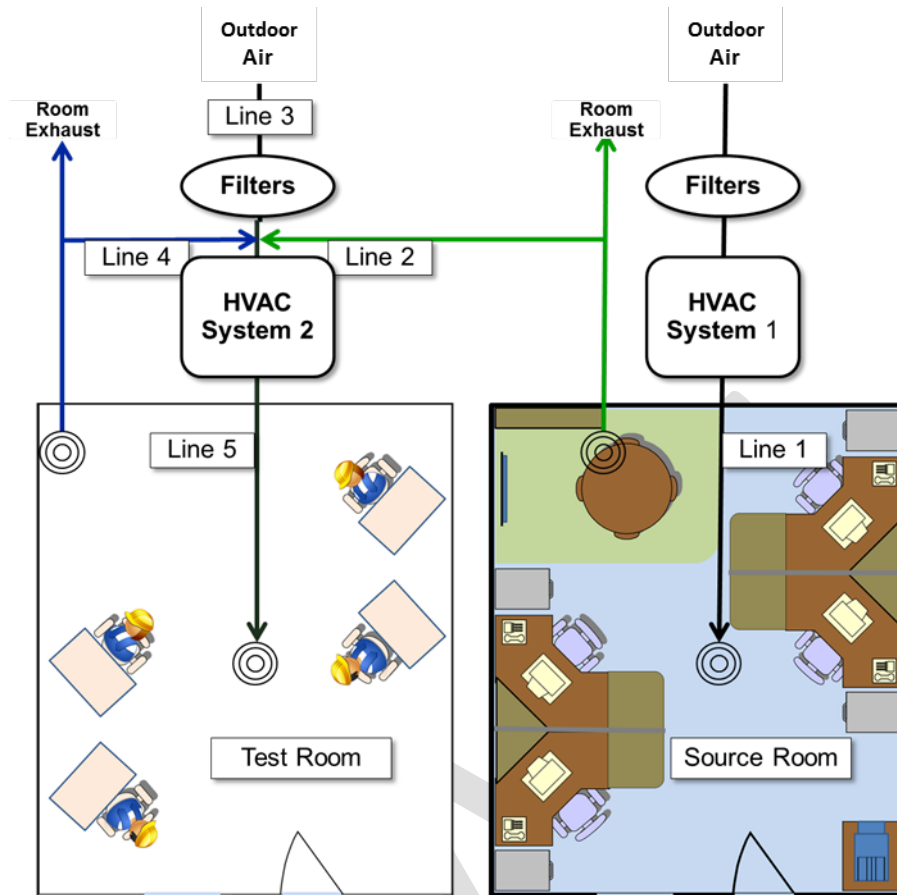 Outdoor
Air
Outdoor
Air
Room
Exhaust
Line 3
Room
Exhaust
Filters
Filters
Line 4
Line 2
HVAC
System 2
HVAC
System 1
Line 5
Line 1
Test Room
Source Room